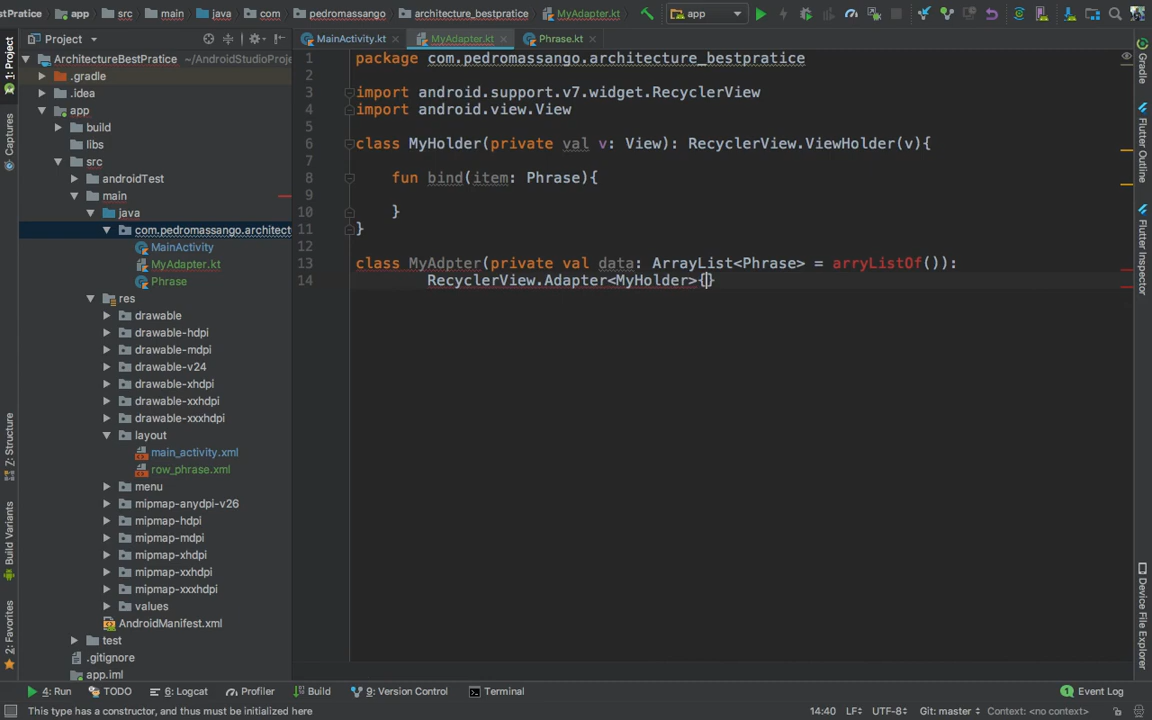 stPratice app src main java com pedromassango architecture_bestpratice MyAdapter.kt app
Project
MainActivity.kt MyAdapter.kt Phrase.kt
1: Project
Captures
Z: Structure
Build Variants
2: Favorites
ArchitectureBestPratice ~/AndroidStudioProje
.gradle
.idea
app
build
libs
src
androidTest
main
java
com.pedromassango.architect
MainActivity
MyAdapter.kt
Phrase
res
drawable
drawable-hdpi
drawable-mdpi
drawable-v24
drawable-xhdpi
drawable-xxhdpi
drawable-xxxhdpi
layout
main_activity.xml
row_phrase.xml
menu
mipmap-anydpi-v26
mipmap-hdpi
mipmap-mdpi
mipmap-xhdpi
mipmap-xxhdpi
mipmap-xxxhdpi
values
AndroidManifest.xml
test
.gitignore
app.iml
1 package com.pedromassango.architecture_bestpratice
2
3 import android.support.v7.widget.RecyclerView
4 import android.view.View
5
6 class MyHolder(private val v: View): RecyclerView.ViewHolder(v){
7
8 fun bind(item: Phrase){
9
10 }
11 }
12
13 class MyAdpter(private val data: ArrayList<Phrase> = arryListOf()):
14 RecyclerView.Adapter<MyHolder>{}
Gradle
Flutter Outline
Flutter Inspector
Device File Explorer
4: Run TODO 6: Logcat Profiler Build 9: Version Control Terminal 1 Event Log
This type has a constructor, and thus must be initialized here 14:40 LF UTF-8 Git: master Context: <no context>